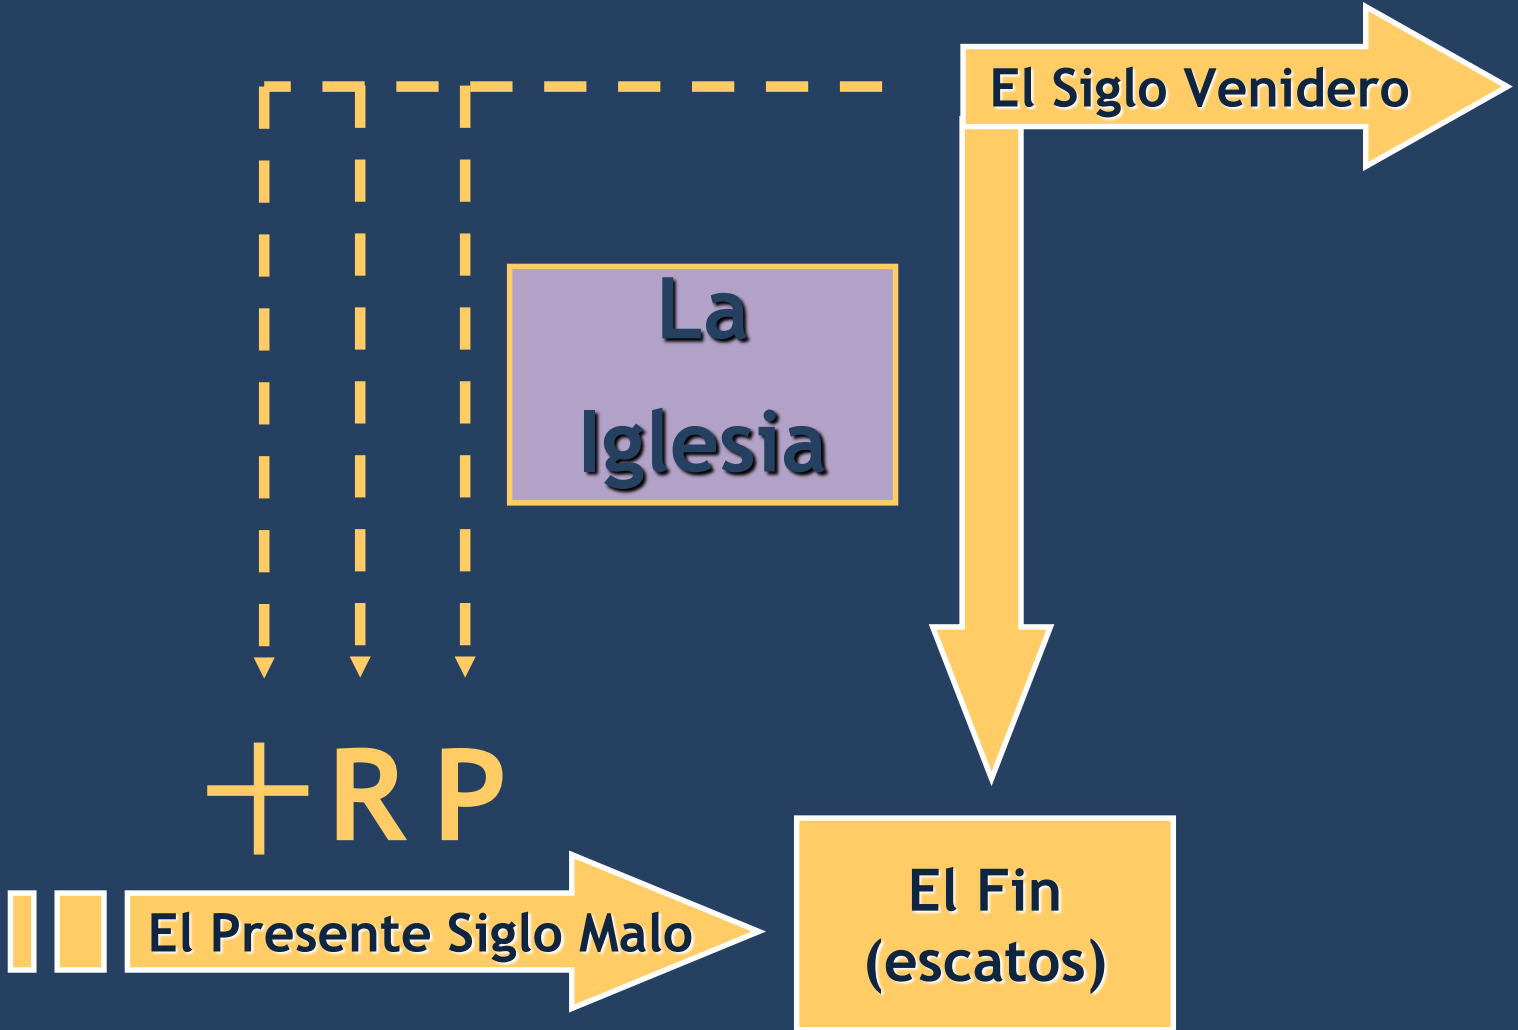 El Siglo Venidero
La
Iglesia
R P
El Presente Siglo Malo
El Fin
(escatos)